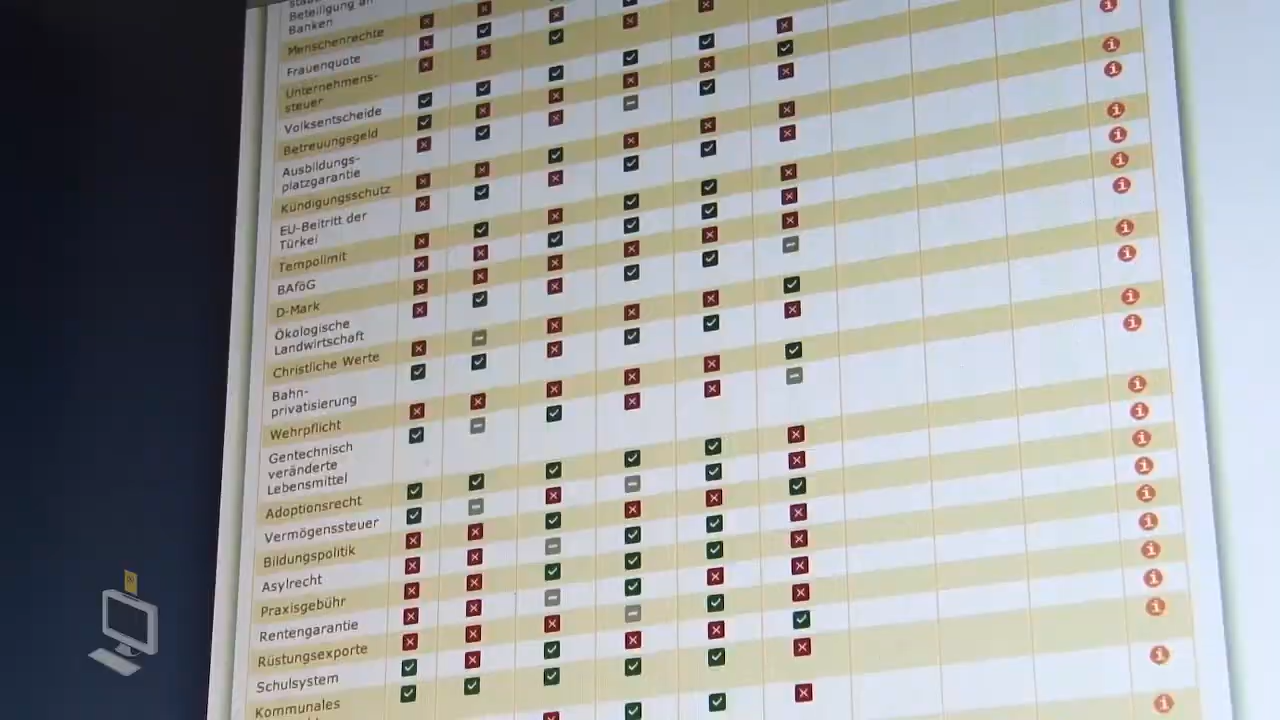 Beteiligung an
Banken
Menschenrechte
Frauenquote
Unternehmens-
steuer
Volksentscheide
Betreuungsgeld
Ausbildungs-
platzgarantie
Kündigungsschutz
EU-Beitritt der
Türkei
Tempolimit
BAföG
D-Mark
Ökologische
Landwirtschaft
Christliche Werte
Bahn-
privatisierung
Wehrpflicht
Gentechnisch
veränderte
Lebensmittel
Adoptionsrecht
Vermögenssteuer
Bildungspolitik
Asylrecht
Praxisgebühr
Rentengarantie
Rüstungsexporte
Schulsystem
Kommunales